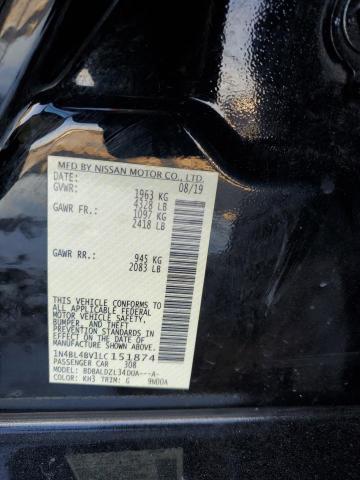 MFD BY NISSAN MOTOR CO., LTD.
DATE: 08/19
GVWR: 1963 KG
4328 LB
GAWR FR.: 1097 KG
2418 LB
GAWR RR.: 945 KG
2083 LB
THIS VEHICLE CONFORMS TO ALL APPLICABLE FEDERAL
MOTOR VEHICLE SAFETY,
BUMPER, AND THEFT PREVENTION STANDARDS IN EFFECT
ON THE DATE OF MANUFACTURE SHOWN ABOVE.
1N4BL4BV1LC151874
PASSENGER CAR 308
MODEL: BDBALDZL34DUA---A-
COLOR: KH3 TRIM: G 9N00A